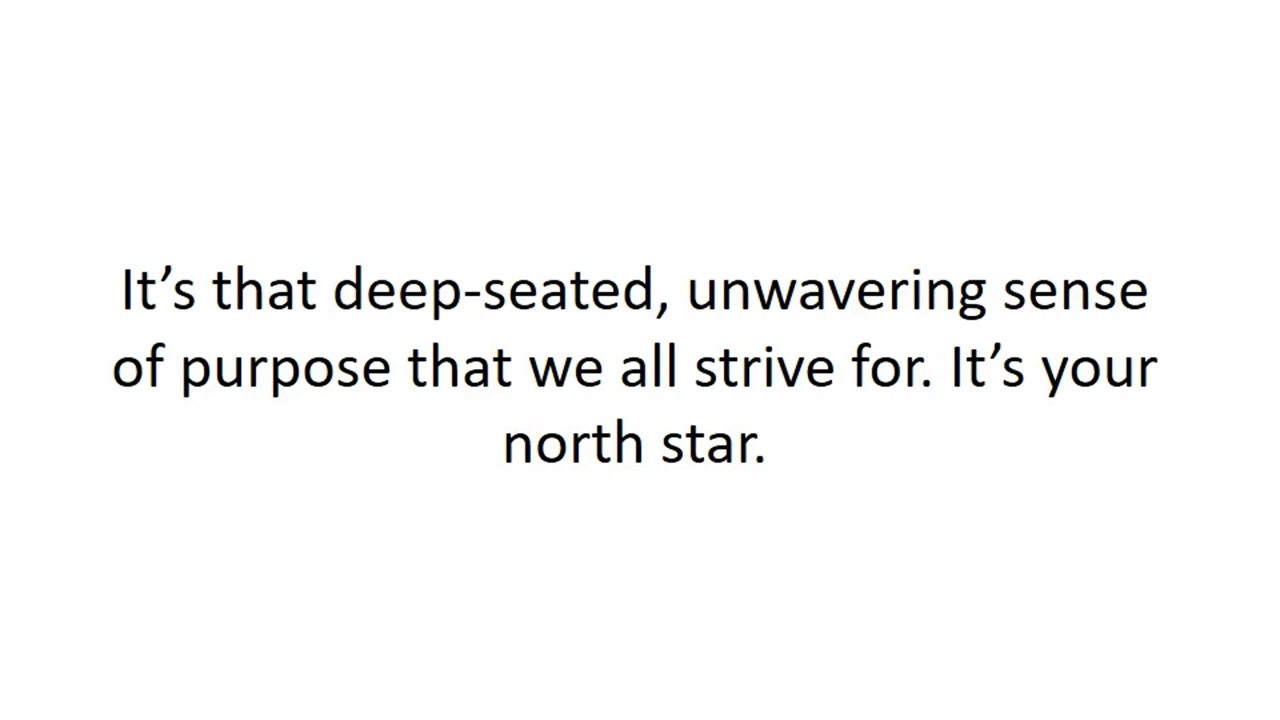 It’s that deep-seated, unwavering sense
of purpose that we all strive for. It’s your
north star.